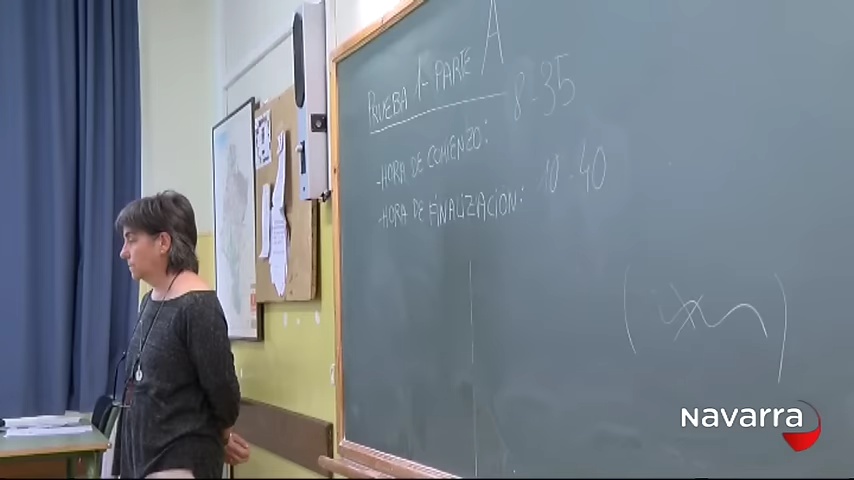 PRUEBA 1 - PARTE A
-HORA DE COMIENZO: 8-35
-HORA DE FINALIZACIÓN: 10-40
Navarra